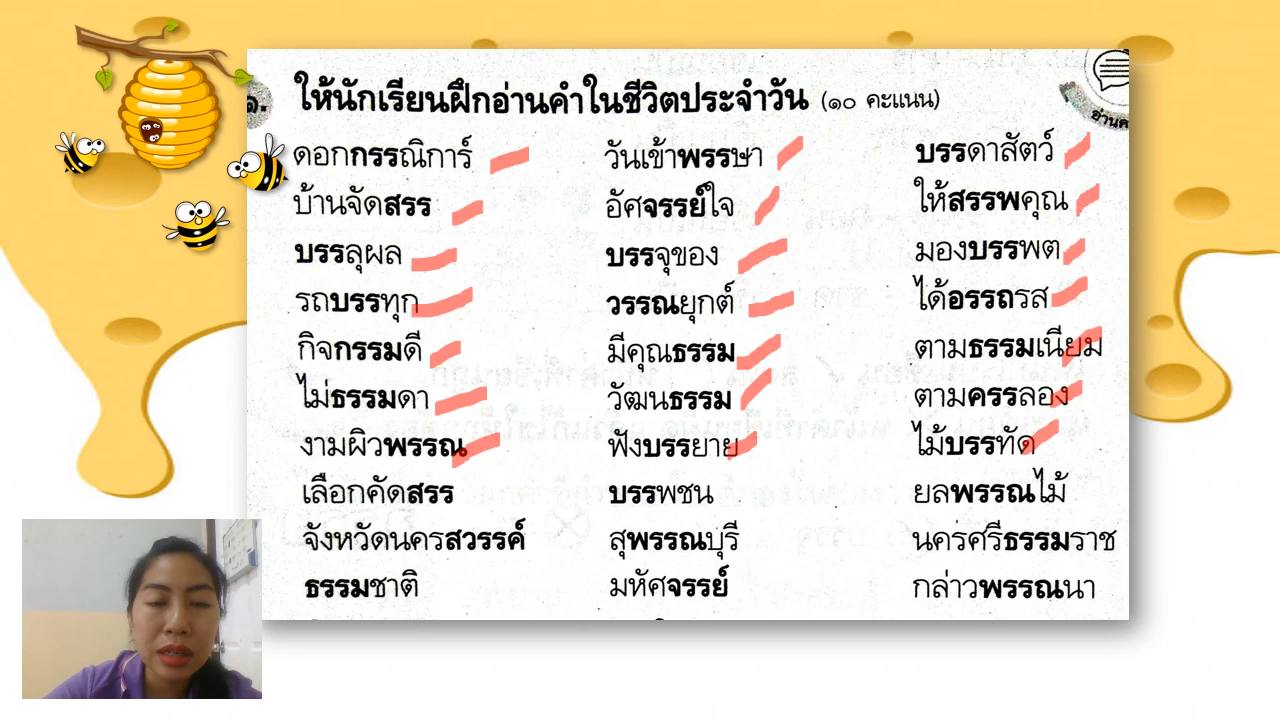 ให้นักเรียนฝึกอ่านคำในชีวิตประจำวัน (๑๐ คะแนน)
ดอกกรรณิการ์ วันเข้าพรรษา บรรดาสัตว์
บ้านจัดสรร อัศจรรย์ใจ ให้สรรพคุณ
บรรลุผล บรรจุของ มองบรรพต
รถบรรทุก วรรณยุกต์ ได้อรรถรส
กิจกรรมดี มีคุณธรรม ตามธรรมเนียม
ไม่ธรรมดา วัฒนธรรม ตามครรลอง
งามผิวพรรณ ฟังบรรยาย ไม้บรรทัด
เลือกคัดสรร บรรพชน ยลพรรณไม้
จังหวัดนครสวรรค์ สุพรรณบุรี นครศรีธรรมราช
ธรรมชาติ มหัศจรรย์ กล่าวพรรณนา